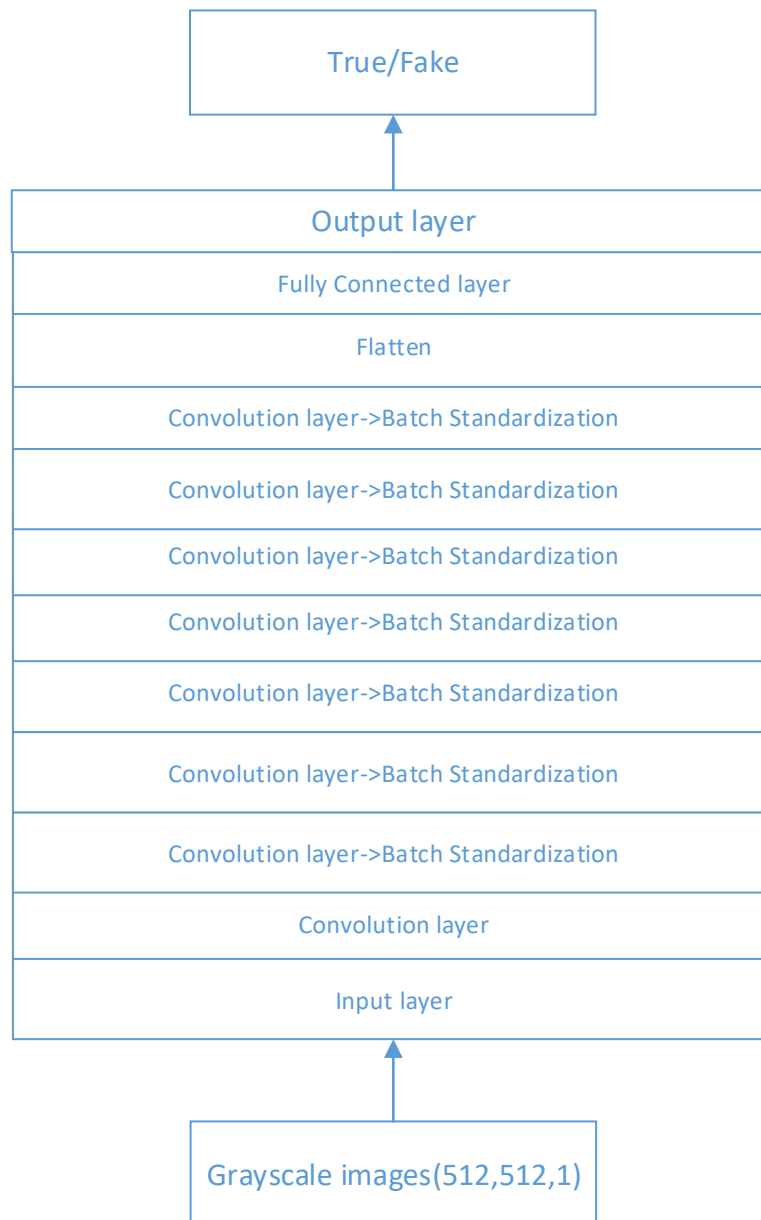 True/Fake
Output layer
Fully Connected layer
Flatten
Convolution layer->Batch Standardization
Convolution layer->Batch Standardization
Convolution layer->Batch Standardization
Convolution layer->Batch Standardization
Convolution layer->Batch Standardization
Convolution layer->Batch Standardization
Convolution layer->Batch Standardization
Convolution layer
Input layer
Grayscale images(512,512,1)